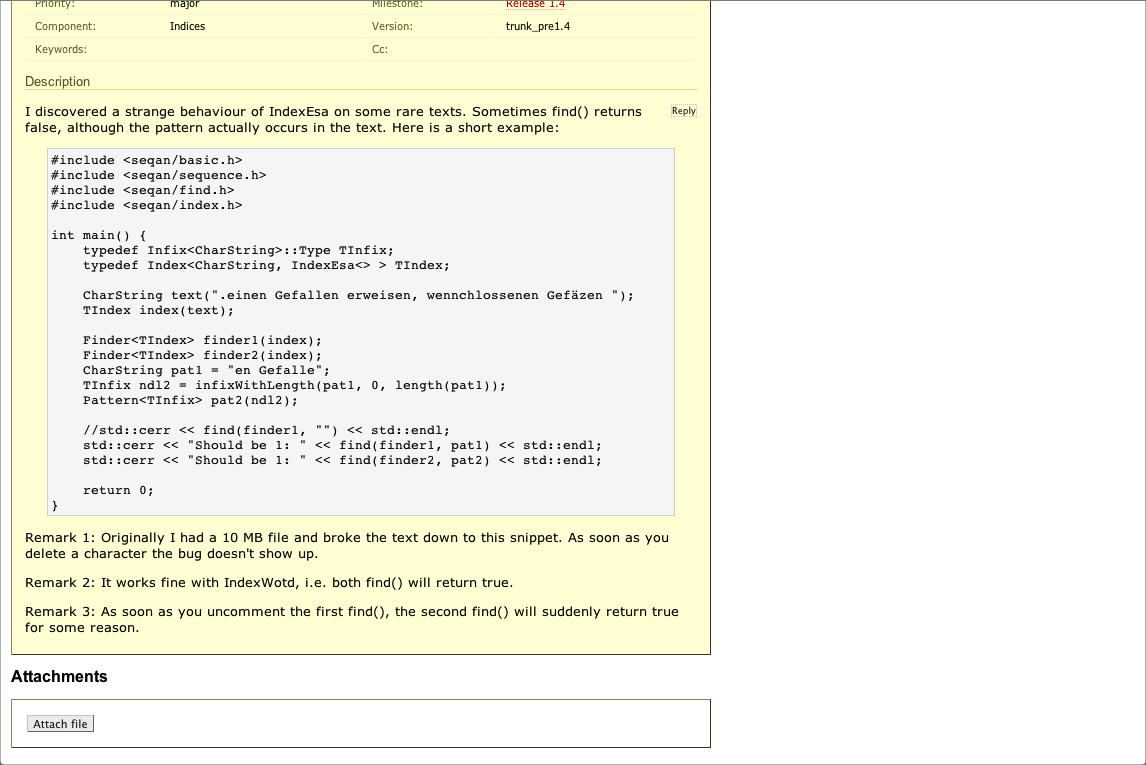 Priority: major Milestone: Release 1.4
Component: Indices Version: trunk_pre1.4
Keywords: Cc:
Description
I discovered a strange behaviour of IndexEsa on some rare texts. Sometimes find() returns Reply
false, although the pattern actually occurs in the text. Here is a short example:
#include <seqan/basic.h>
#include <seqan/sequence.h>
#include <seqan/find.h>
#include <seqan/index.h>
int main() {
    typedef Infix<CharString>::Type TInfix;
    typedef Index<CharString, IndexEsa<> > TIndex;
    CharString text(".einen Gefallen erweisen, wennchlossenen Gefäzen ");
    TIndex index(text);
    Finder<TIndex> finder1(index);
    Finder<TIndex> finder2(index);
    CharString pat1 = "en Gefalle";
    TInfix ndl2 = infixWithLength(pat1, 0, length(pat1));
    Pattern<TInfix> pat2(ndl2);
    //std::cerr << find(finder1, "") << std::endl;
    std::cerr << "Should be 1: " << find(finder1, pat1) << std::endl;
    std::cerr << "Should be 1: " << find(finder2, pat2) << std::endl;
    return 0;
}
Remark 1: Originally I had a 10 MB file and broke the text down to this snippet. As soon as you
delete a character the bug doesn't show up.
Remark 2: It works fine with IndexWotd, i.e. both find() will return true.
Remark 3: As soon as you uncomment the first find(), the second find() will suddenly return true
for some reason.
Attachments
Attach file